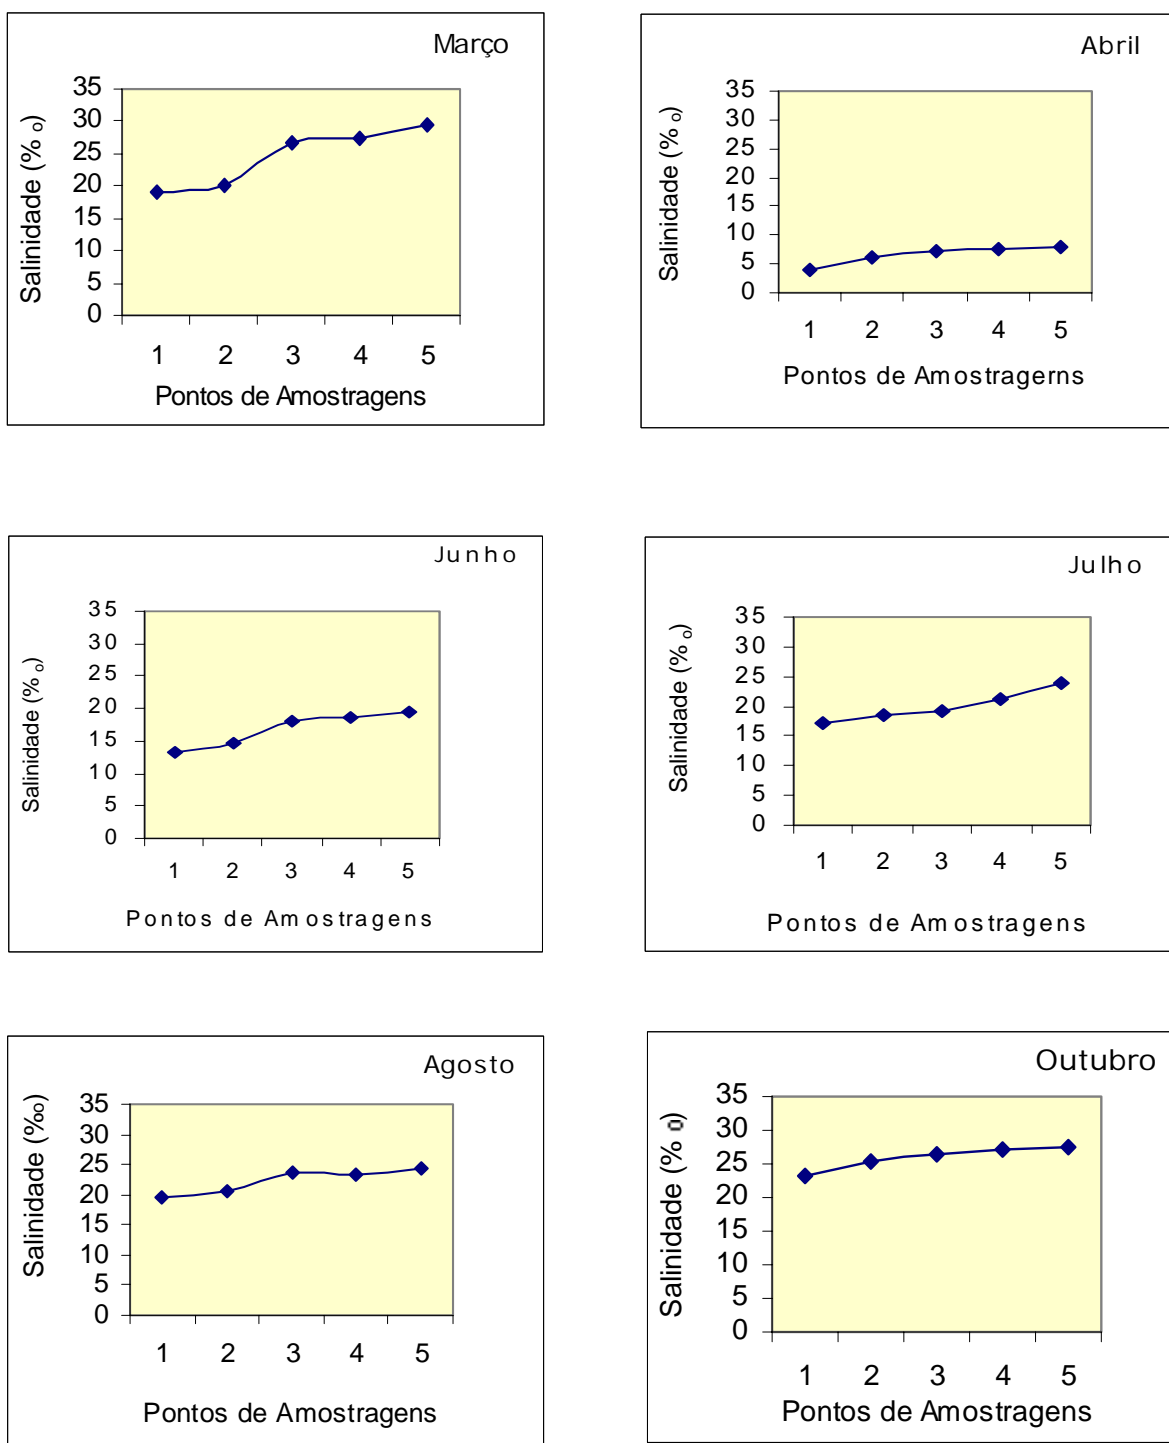 Março
Salinidade (% o)
35
30
25
20
15
10
5
0
1 2 3 4 5
Pontos de Amostragens
Abril
Salinidade (% o)
35
30
25
20
15
10
5
0
1 2 3 4 5
Pontos de Amostragerns
Junho
Salinidade (% o)
35
30
25
20
15
10
5
0
1 2 3 4 5
Pontos de Amostragens
Julho
Salinidade (% o)
35
30
25
20
15
10
5
0
1 2 3 4 5
Pontos de Amostragens
Agosto
Salinidade (%o)
35
30
25
20
15
10
5
0
1 2 3 4 5
Pontos de Amostragens
Outubro
Salinidade (% o)
35
30
25
20
15
10
5
0
1 2 3 4 5
Pontos de Amostragens